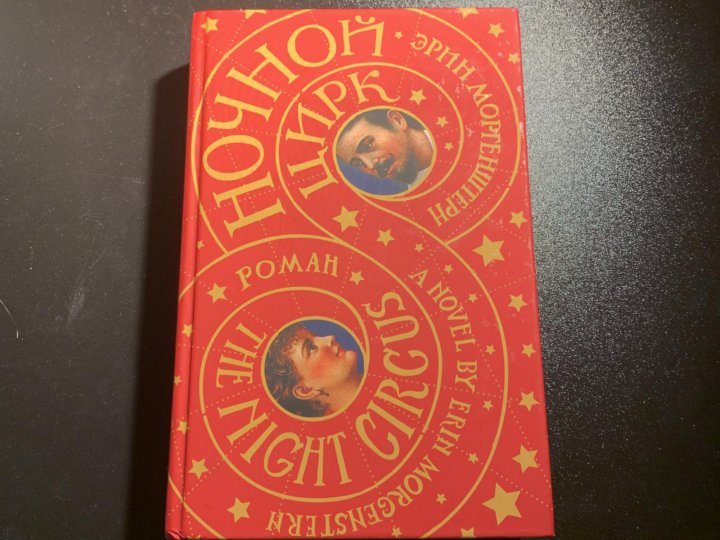 НОЧНОЙ
ЦИРК
ЭРИН МОРГЕНШТЕРН
РОМАН
THE NIGHT CIRCUS
A NOVEL BY ERIN MORGENSTERN